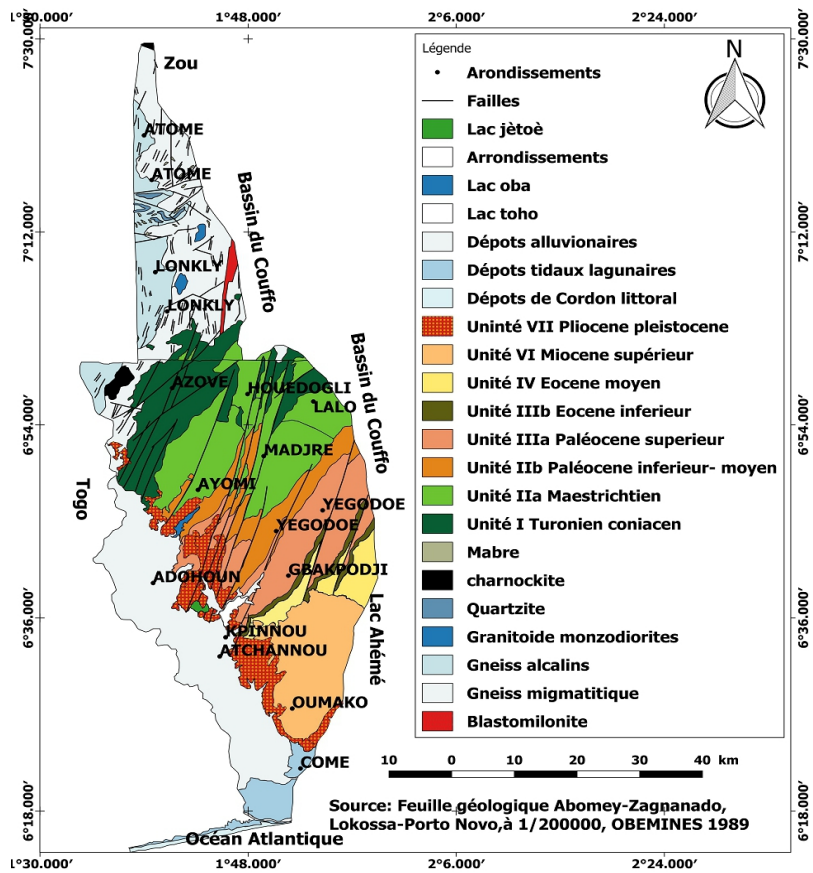 1°30.000′ 1°48.000′ 2°6.000′ 2°24.000′
7°30.000′ 7°30.000′
7°12.000′ 7°12.000′
6°54.000′ 6°54.000′
6°36.000′ 6°36.000′
6°18.000′ 6°18.000′
Zou
ATOME
ATOME
Bassin du Couffo
LONKLY
LONKLY
Bassin du Couffo
AZOVE
HOUEDOGLI
LALO
MADJRE
Togo
AYOMI
YEGODOE
YEGODOE
GBAKPODJI
ADOHOUN
Lac Ahémé
KPINNOU
ATCHANNOU
OUMAKO
COME
Océan Atlantique
Légende
N
Arondissements
Failles
Lac jètoè
Arrondissements
Lac oba
Lac toho
Dépots alluvionaires
Dépots tidaux lagunaires
Dépots de Cordon littoral
Uninté VII Pliocene pleistocene
Unité VI Miocene supérieur
Unité IV Eocene moyen
Unité IIIb Eocene inferieur
Unité IIIa Paléocene superieur
Unité IIb Paléocene inferieur- moyen
Unité IIa Maestrichtien
Unité I Turonien coniacen
Mabre
charnockite
Quartzite
Granitoide monzodiorites
Gneiss alcalins
Gneiss migmatitique
Blastomilonite
10 0 10 20 30 40 km
Source: Feuille géologique Abomey-Zagnanado,
Lokossa-Porto Novo,à 1/200000, OBEMINES 1989
1°30.000′ 1°48.000′ 2°6.000′ 2°24.000′